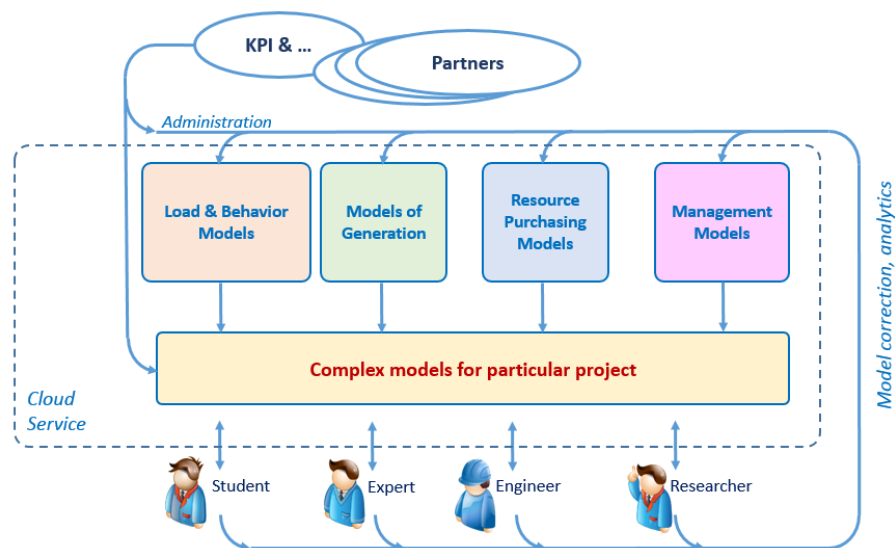 KPI & …
Partners
Administration
Load & Behavior
Models
Models of
Generation
Resource
Purchasing
Models
Management
Models
Complex models for particular project
Cloud
Service
Student
Expert
Engineer
Researcher
Model correction, analytics